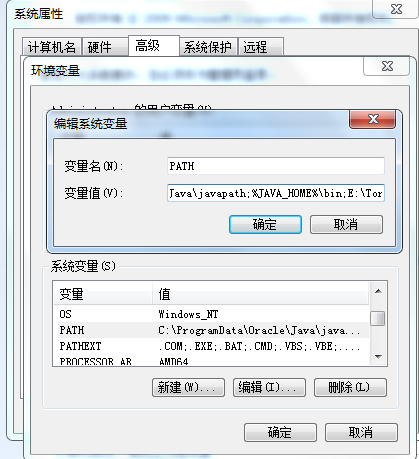 系统属性
计算机名 硬件 高级 系统保护 远程
环境变量
编辑系统变量
变量名(N): PATH
变量值(V): Java\javapath;%JAVA_HOME%\bin;E:\Tor
确定 取消
系统变量(S)
变量 值
OS Windows_NT
PATH C:\ProgramData\Oracle\Java\java...
PATHEXT .COM;.EXE;.BAT;.CMD;.VBS;.VBE;....
PROCESSOR_AR AMD64
新建(W)... 编辑(I)... 删除(L)
确定 取消